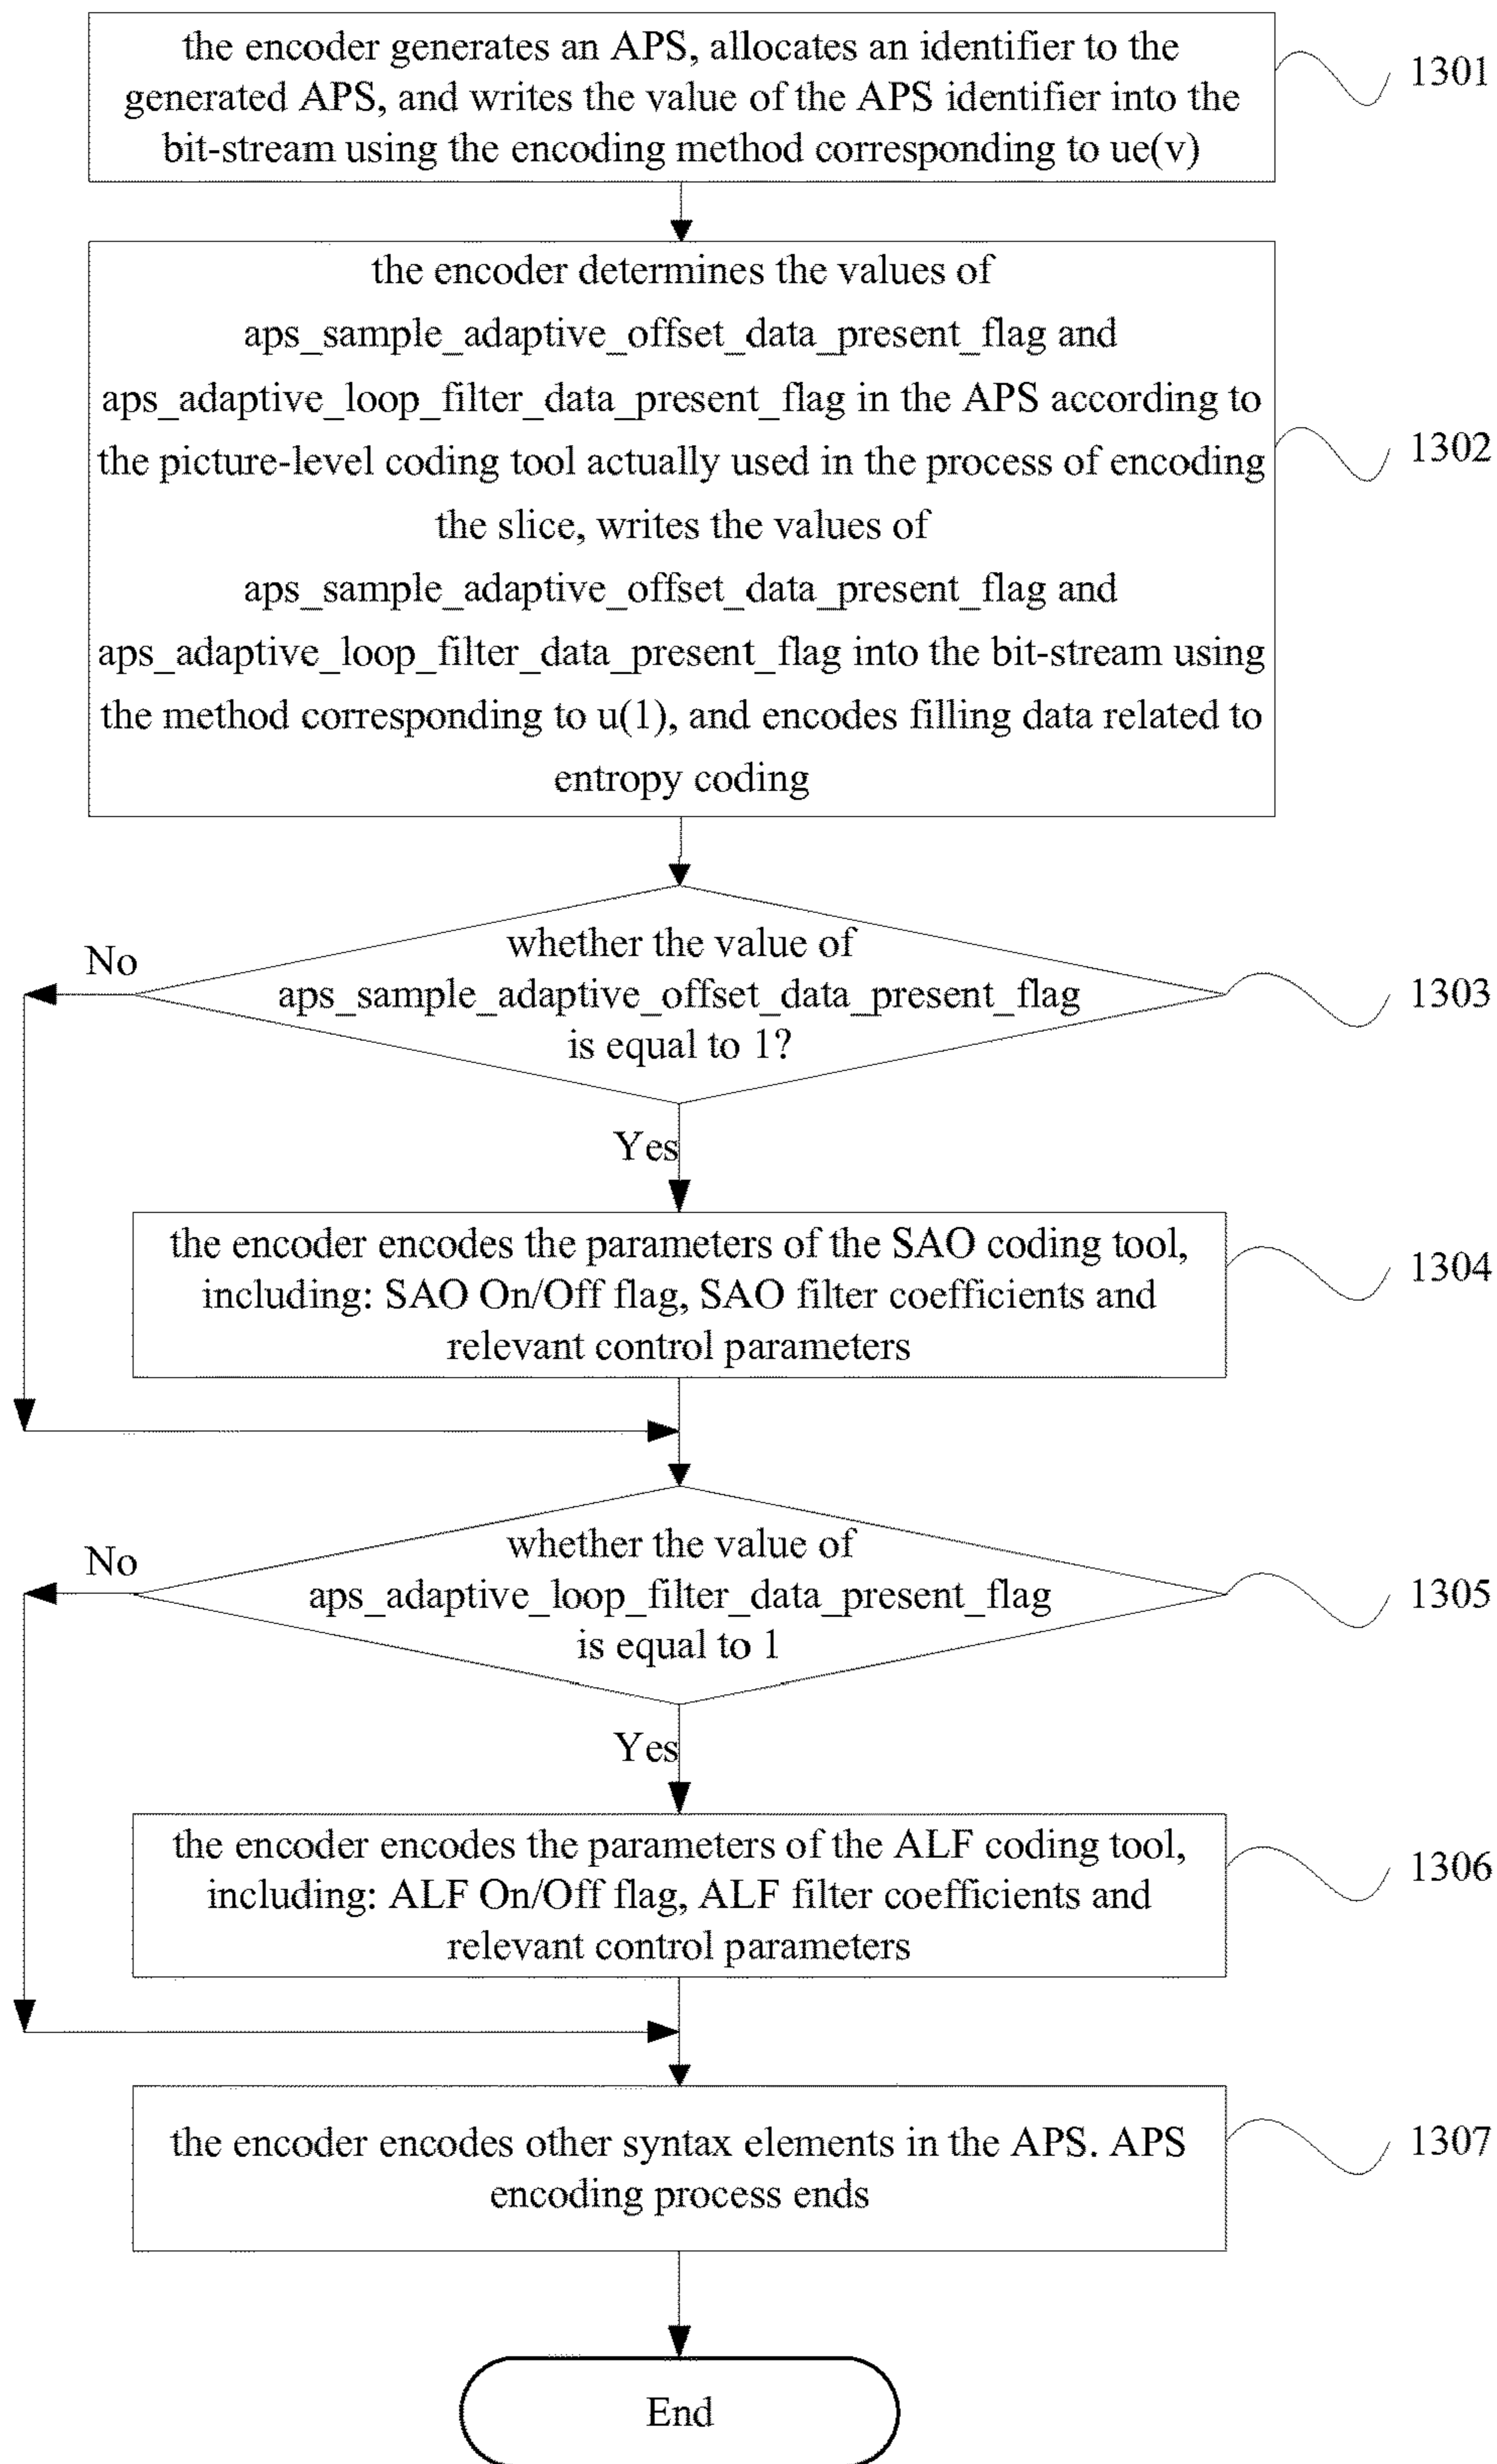 the encoder generates an APS, allocates an identifier to the
generated APS, and writes the value of the APS identifier into the
bit-stream using the encoding method corresponding to ue(v)
1301
the encoder determines the values of
aps_sample_adaptive_offset_data_present_flag and
aps_adaptive_loop_filter_data_present_flag in the APS according to
the picture-level coding tool actually used in the process of encoding
the slice, writes the values of
aps_sample_adaptive_offset_data_present_flag and
aps_adaptive_loop_filter_data_present_flag into the bit-stream using
the method corresponding to u(1), and encodes filling data related to
entropy coding
1302
whether the value of
aps_sample_adaptive_offset_data_present_flag
is equal to 1?
1303
No
Yes
the encoder encodes the parameters of the SAO coding tool,
including: SAO On/Off flag, SAO filter coefficients and
relevant control parameters
1304
whether the value of
aps_adaptive_loop_filter_data_present_flag
is equal to 1
1305
No
Yes
the encoder encodes the parameters of the ALF coding tool,
including: ALF On/Off flag, ALF filter coefficients and
relevant control parameters
1306
the encoder encodes other syntax elements in the APS. APS
encoding process ends
1307
End